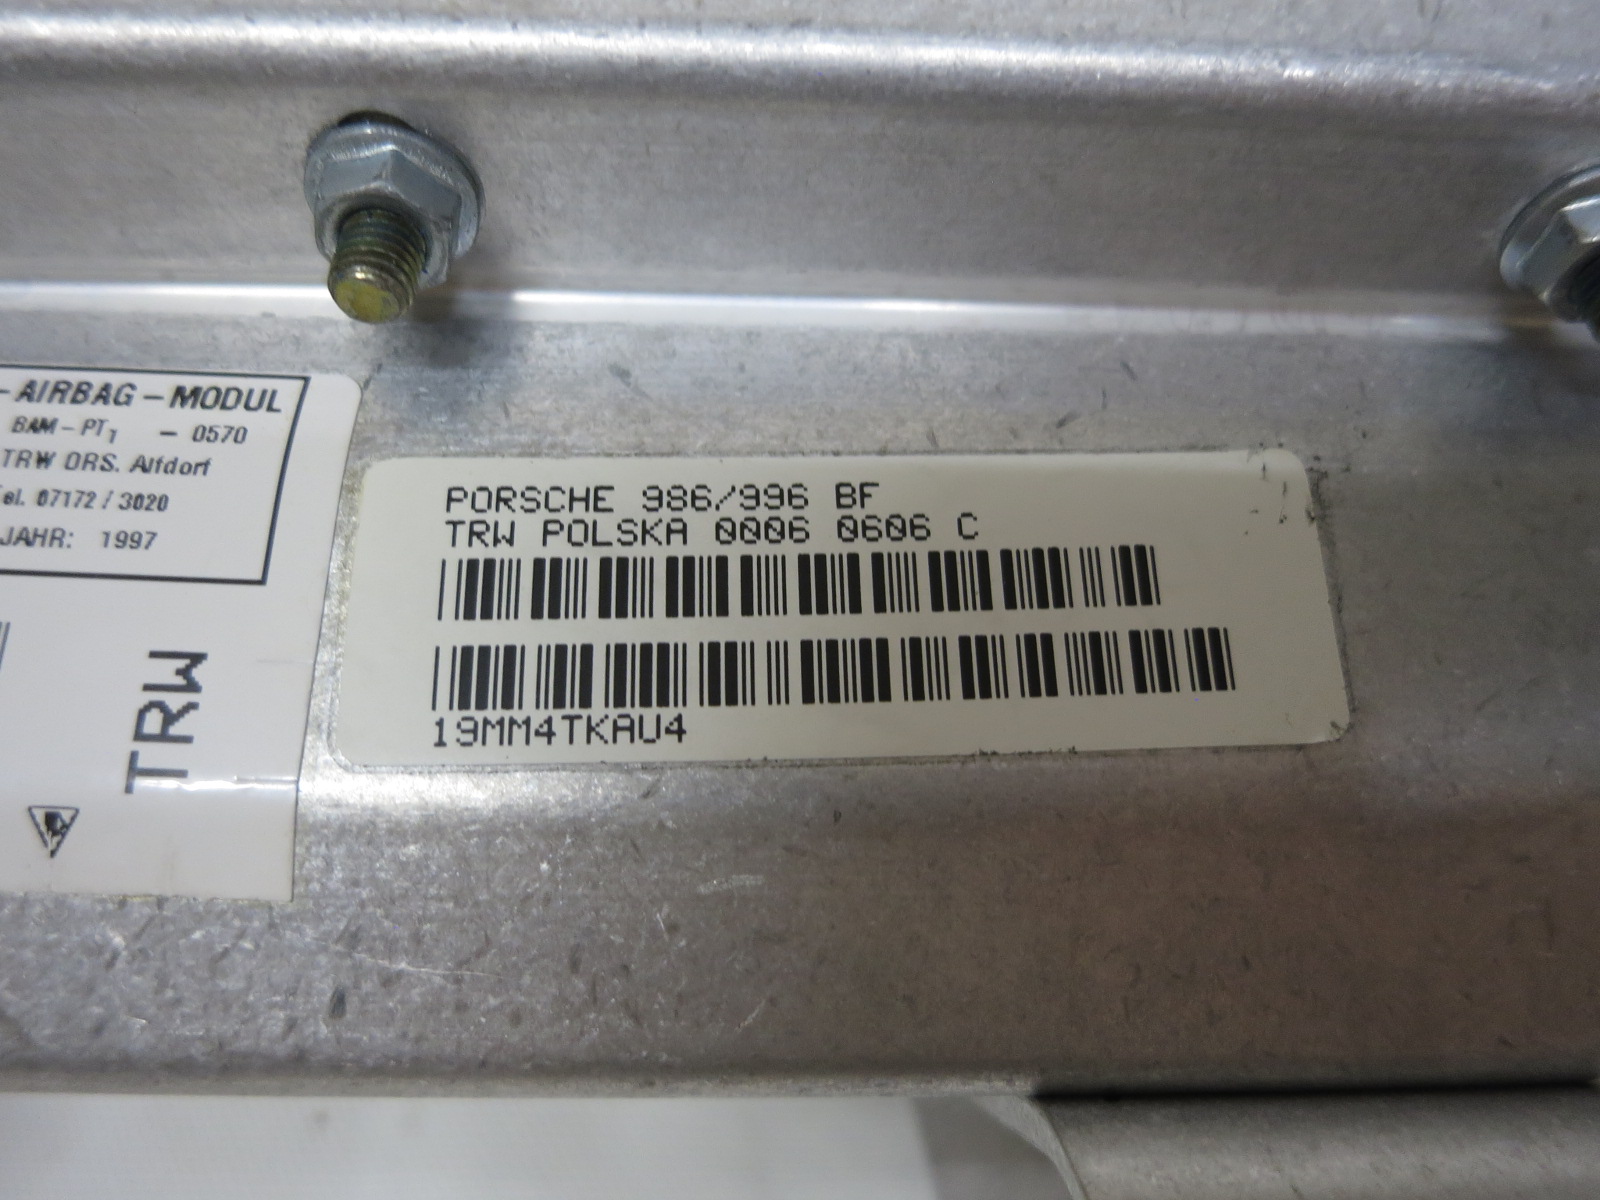 -AIRBAG-MODUL
BAM-PT1 - 0570
TRW ORS. Alfdorf
Tel. 07172 / 3020
JAHR: 1997
TRW
PORSCHE 986/996 BF
TRW POLSKA 0006 0606 C
19MM4TKAU4